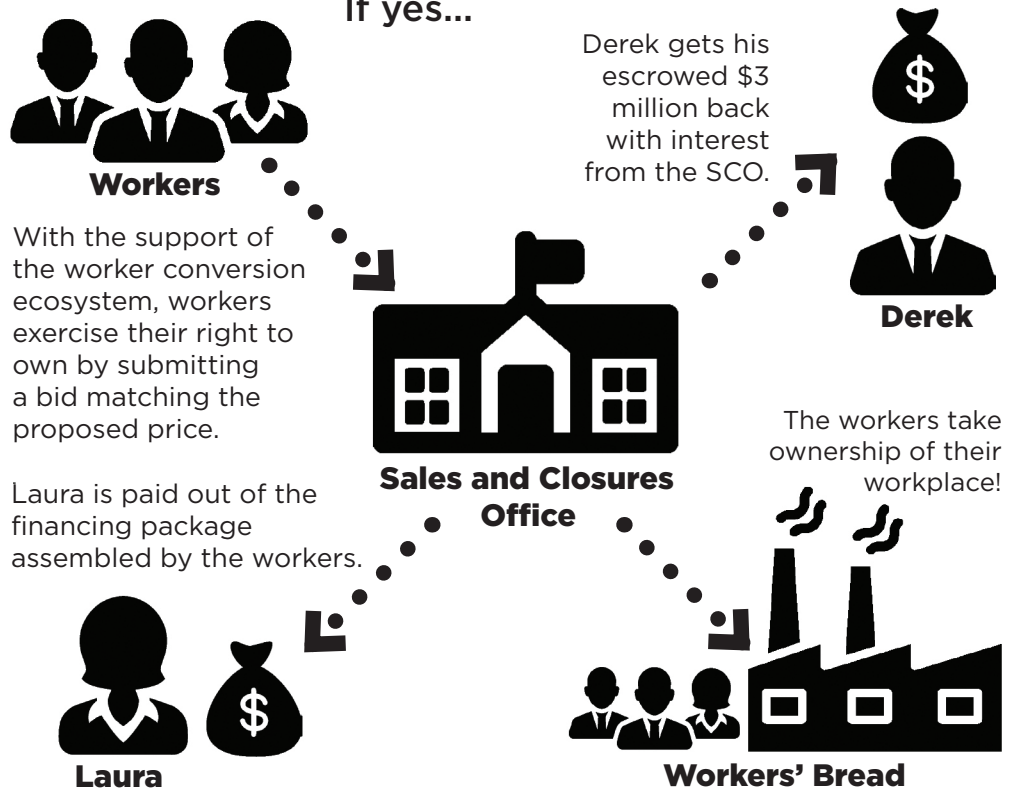 If yes...
Derek gets his
escrowed $3
million back
with interest
from the SCO.
$
Workers
Derek
With the support of
the worker conversion
ecosystem, workers
exercise their right to
own by submitting
a bid matching the
proposed price.
The workers take
ownership of their
workplace!
Sales and Closures
Office
Laura is paid out of the
financing package
assembled by the workers.
$
Laura
Workers' Bread